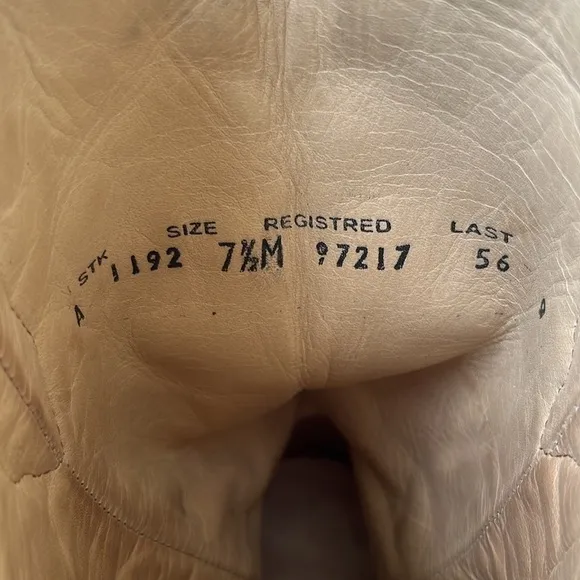 SIZE REGISTRED LAST
STK 1192 7½M 97217 56
A